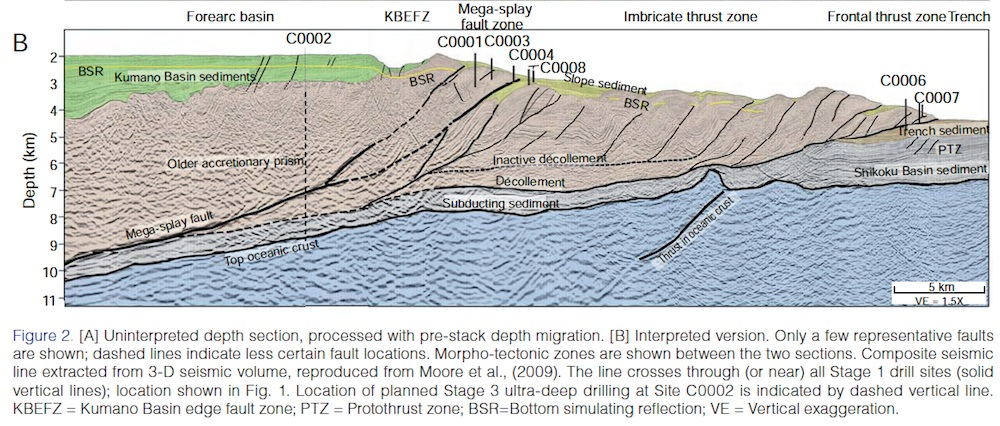 Forearc basin
KBEFZ
Mega-splay
fault zone
Imbricate thrust zone
Frontal thrust zone
Trench
B
C0002
C0001
C0003
C0004
C0008
C0006
C0007
BSR
Kumano Basin sediments
BSR
Slope sediment
BSR
Trench sediment
PTZ
Older accretionary prism
Inactive décollement
Décollement
Shikoku Basin sediment
Subducting sediment
Mega-splay fault
Top oceanic crust
Thrust in oceanic crust
Depth (km)
2
3
4
5
6
7
8
9
10
11
5 km
VE = 1.5X
Figure 2. [A] Uninterpreted depth section, processed with pre-stack depth migration. [B] Interpreted version. Only a few representative faults
are shown; dashed lines indicate less certain fault locations. Morpho-tectonic zones are shown between the two sections. Composite seismic
line extracted from 3-D seismic volume, reproduced from Moore et al., (2009). The line crosses through (or near) all Stage 1 drill sites (solid
vertical lines); location shown in Fig. 1. Location of planned Stage 3 ultra-deep drilling at Site C0002 is indicated by dashed vertical line.
KBEFZ = Kumano Basin edge fault zone; PTZ = Protothrust zone; BSR=Bottom simulating reflection; VE = Vertical exaggeration.